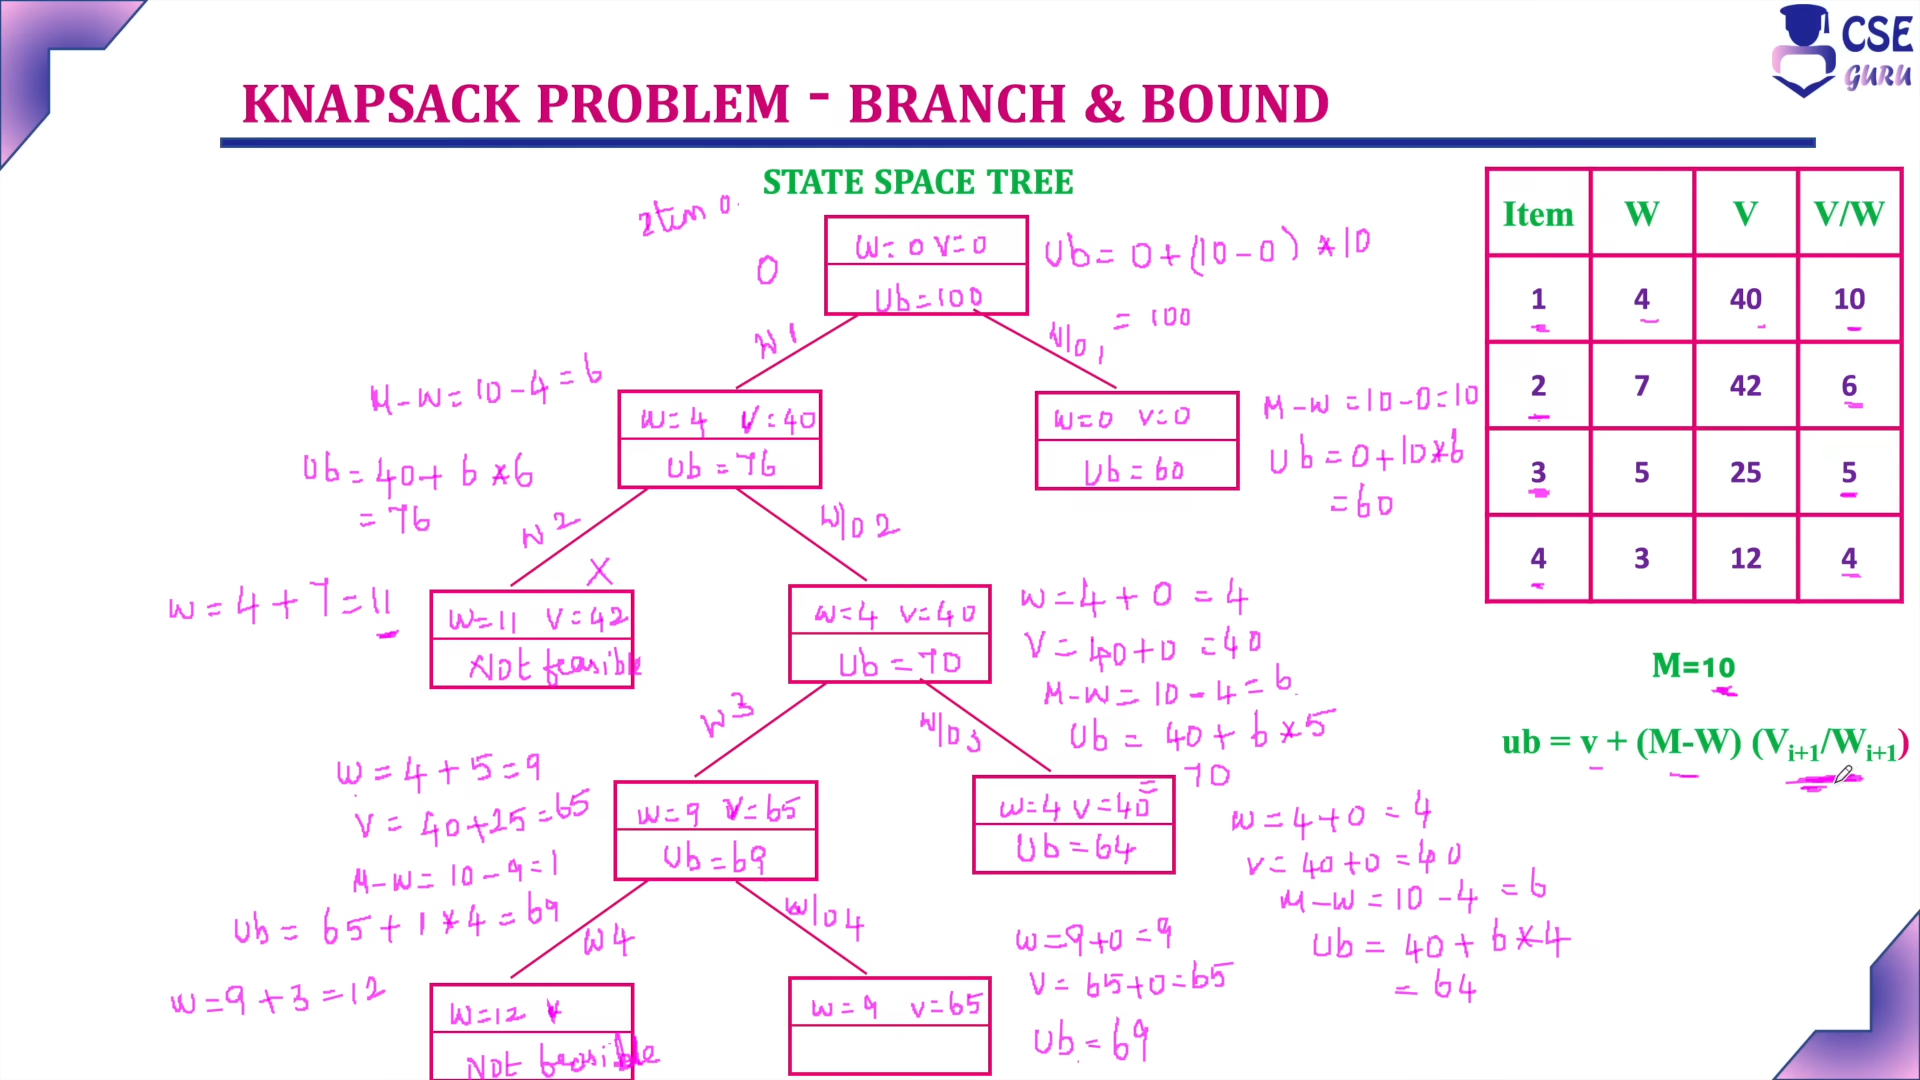 CSE
GURU
KNAPSACK PROBLEM - BRANCH & BOUND
STATE SPACE TREE
Item 0.
0
W=0 V=0
Ub=100
Ub= 0+(10-0) *10
= 100
W1
W/o1
M-W=10-4=6
Ub=40+ 6*6
=76
W=4 V=40
Ub=76
W=0 V=0
Ub=60
M-W=10-0=10
Ub=0+10*6
=60
W2
W/o2
W=4+7=11
X
W=11 V=42
Not feasible
W=4 V=40
Ub=70
W=4+0=4
V=40+0=40
M-W=10-4=6.
Ub=40+6*5
= 70
W3
W/o3
W=4+5=9
V=40+25=65
M-W=10-9=1
Ub=65+1*4=69
W=9 V=65
Ub=69
W=4 V=40
Ub=64
W=4+0=4
V=40+0=40
M-W=10-4=6
Ub=40+6*4
=64
W4
W/o4
W=9+3=12
W=12 V
Not feasible
W=9 V=65
W=9+0=9
V=65+0=65
Ub=69
Item W V V/W
1 4 40 10
2 7 42 6
3 5 25 5
4 3 12 4
M=10
ub = v + (M-W) (Vi+1/Wi+1)